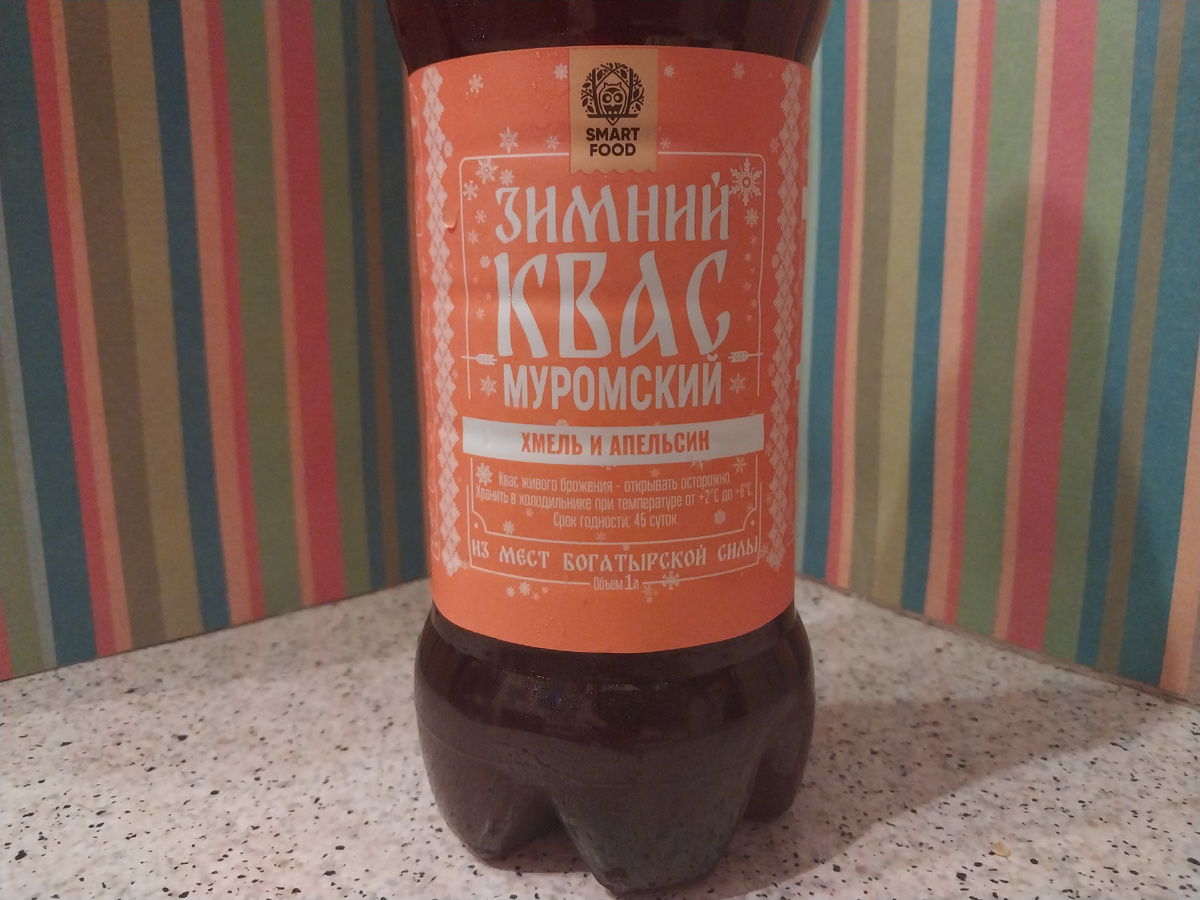 SMART
FOOD
ЗИМНИЙ
КВАС
МУРОМСКИЙ
ХМЕЛЬ И АПЕЛЬСИН
Квас живого брожения - открывать осторожно
Хранить в холодильнике при температуре от +2°С до +6°С.
Срок годности: 45 суток.
ИЗ МЕСТ БОГАТЫРСКОЙ СИЛЫ
Объем 1л